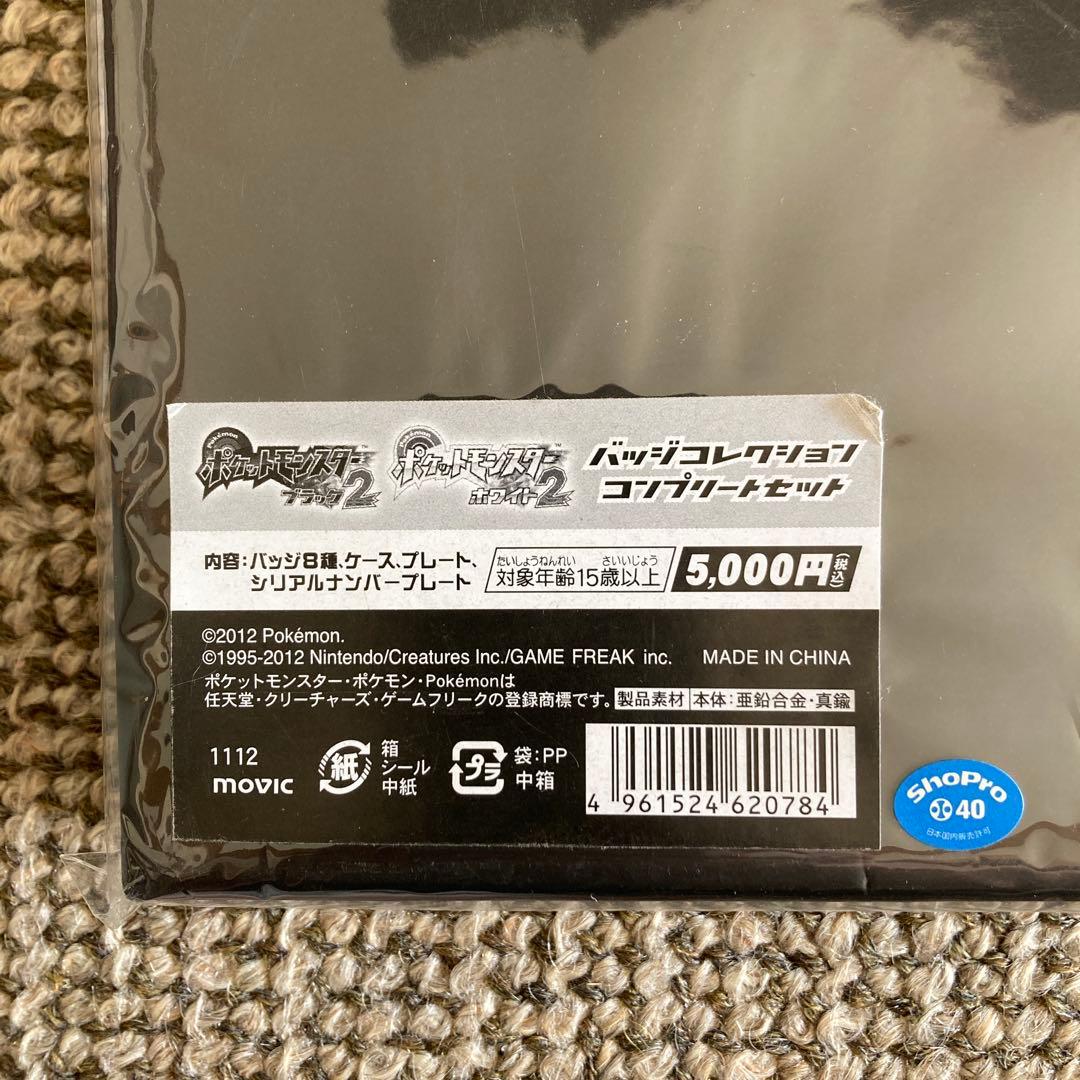 Pokémon
ポケットモンスター™
ブラック2
Pokémon
ポケットモンスター™
ホワイト2
バッジコレクション
コンプリートセット
内容:バッジ8種、ケース、プレート、
シリアルナンバープレート
たいしょうねんれい さいいじょう
対象年齢15歳以上
5,000円(税込)
©2012 Pokémon.
©1995-2012 Nintendo/Creatures Inc./GAME FREAK inc.
MADE IN CHINA
ポケットモンスター・ポケモン・Pokémonは
任天堂・クリーチャーズ・ゲームフリークの登録商標です。
製品素材 本体:亜鉛合金・真鍮
1112
movic
紙
箱
シール
中紙
プラ
袋:PP
中箱
4 961524 620784
ShoPro
40
日本国内販売許可